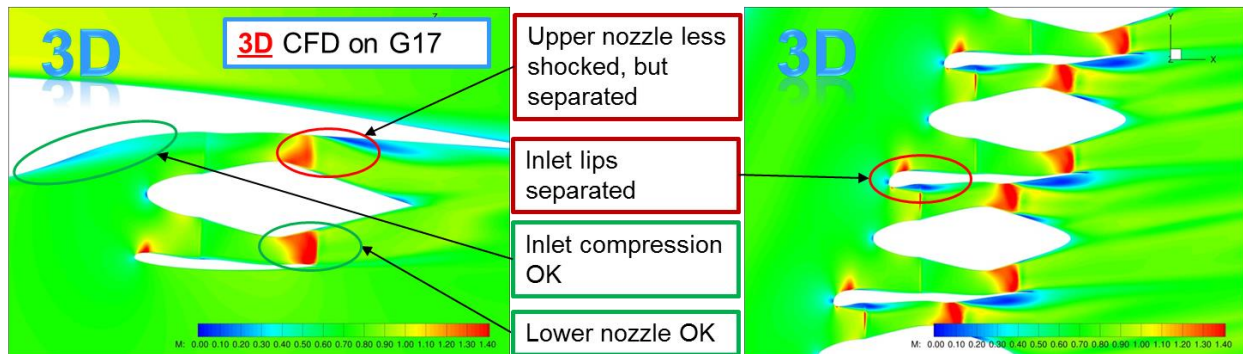 3D
3D CFD on G17
Z
Upper nozzle less
shocked, but
separated
Inlet lips
separated
Inlet compression
OK
Lower nozzle OK
M: 0.00 0.10 0.20 0.30 0.40 0.50 0.60 0.70 0.80 0.90 1.00 1.10 1.20 1.30 1.40
3D
Y
Z
X
M: 0.00 0.10 0.20 0.30 0.40 0.50 0.60 0.70 0.80 0.90 1.00 1.10 1.20 1.30 1.40